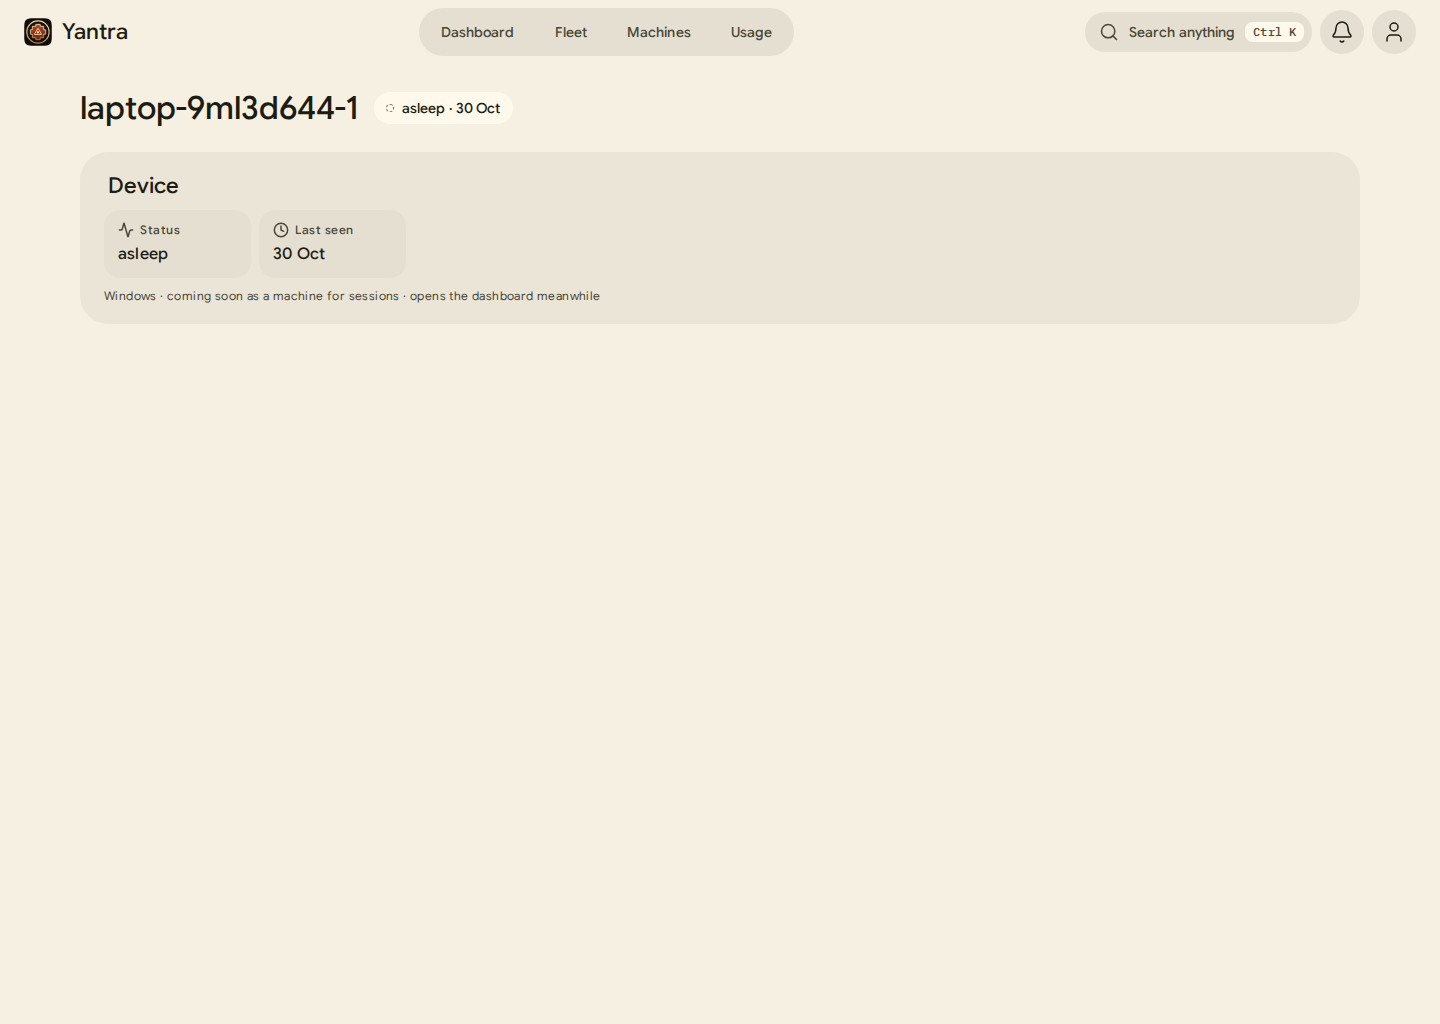 Yantra
Dashboard Fleet Machines Usage
Search anything Ctrl K
laptop-9ml3d644-1
asleep · 30 Oct
Device
Status
asleep
Last seen
30 Oct
Windows · coming soon as a machine for sessions · opens the dashboard meanwhile